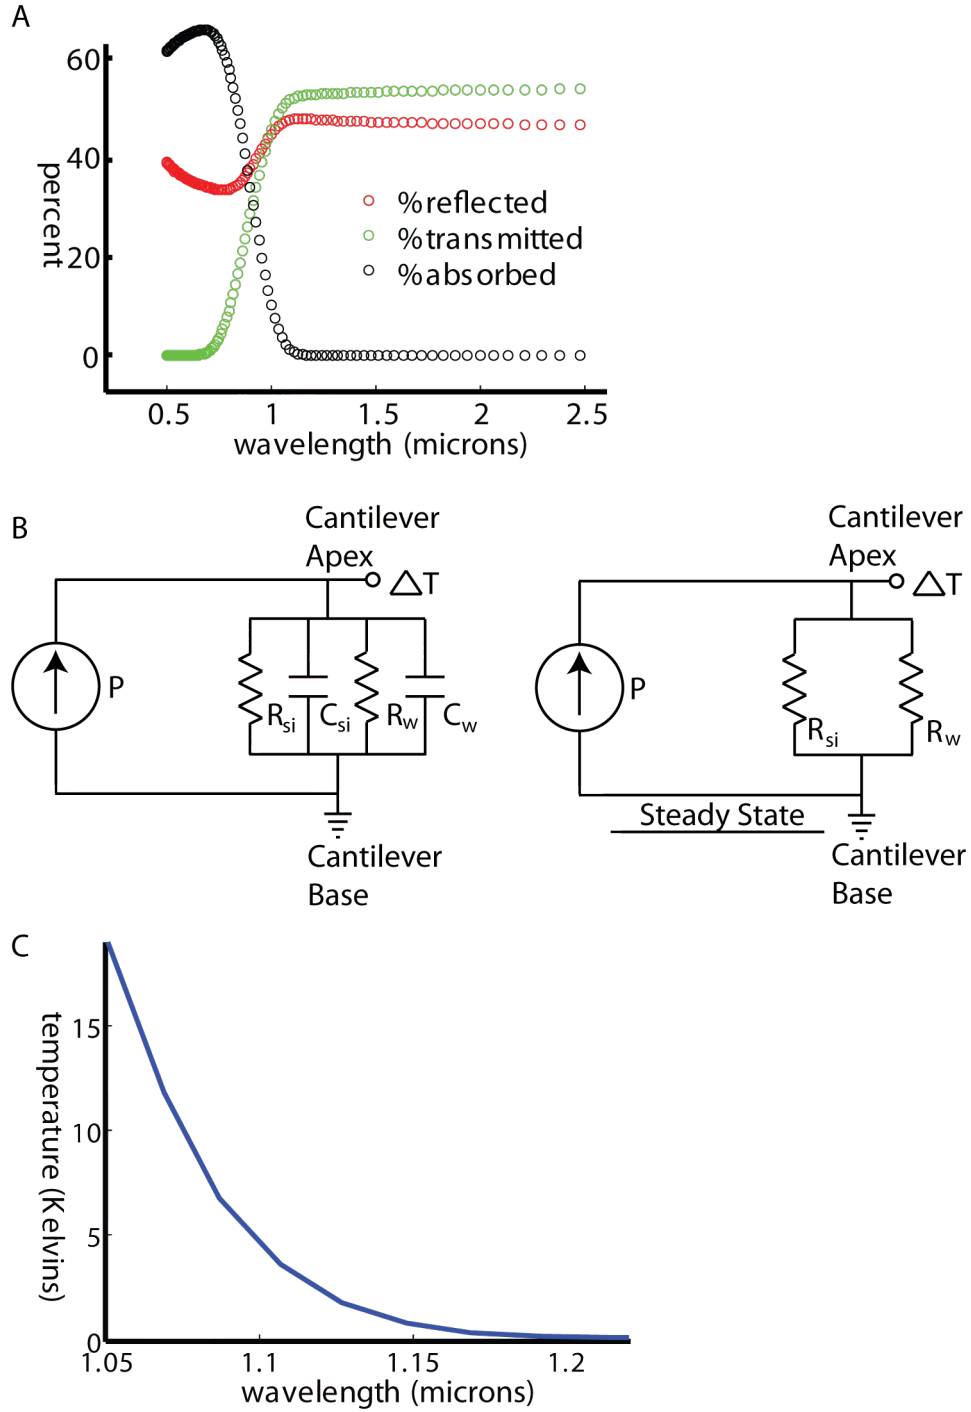 A
60
40
20
0
percent
%reflected
%transmitted
%absorbed
0.5 1 1.5 2 2.5
wavelength (microns)
B
Cantilever
Apex
△T
P
Rsi Csi Rw Cw
Cantilever
Base
Cantilever
Apex
△T
P
Rsi
Rw
Steady State
Cantilever
Base
C
15
10
5
0
temperature (Kelvins)
1.05 1.1 1.15 1.2
wavelength (microns)